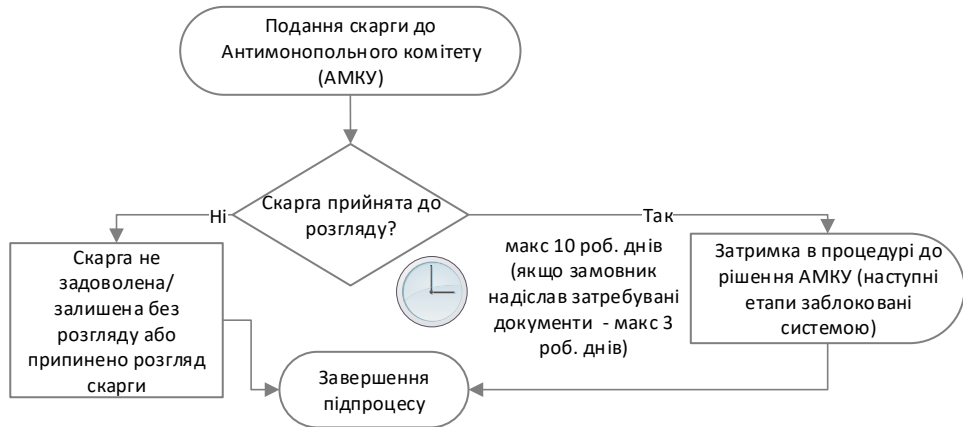 Подання скарги до
Антимонопольного комітету
(АМКУ)
Скарга прийнята до
розгляду?
Ні
Так
Скарга не
задоволена/
залишена без
розгляду або
припинено розгляд
скарги
макс 10 роб. днів
(якщо замовник
надіслав затребувані
документи - макс 3
роб. днів)
Затримка в процедурі до
рішення АМКУ (наступні
етапи заблоковані
системою)
Завершення
підпроцесу